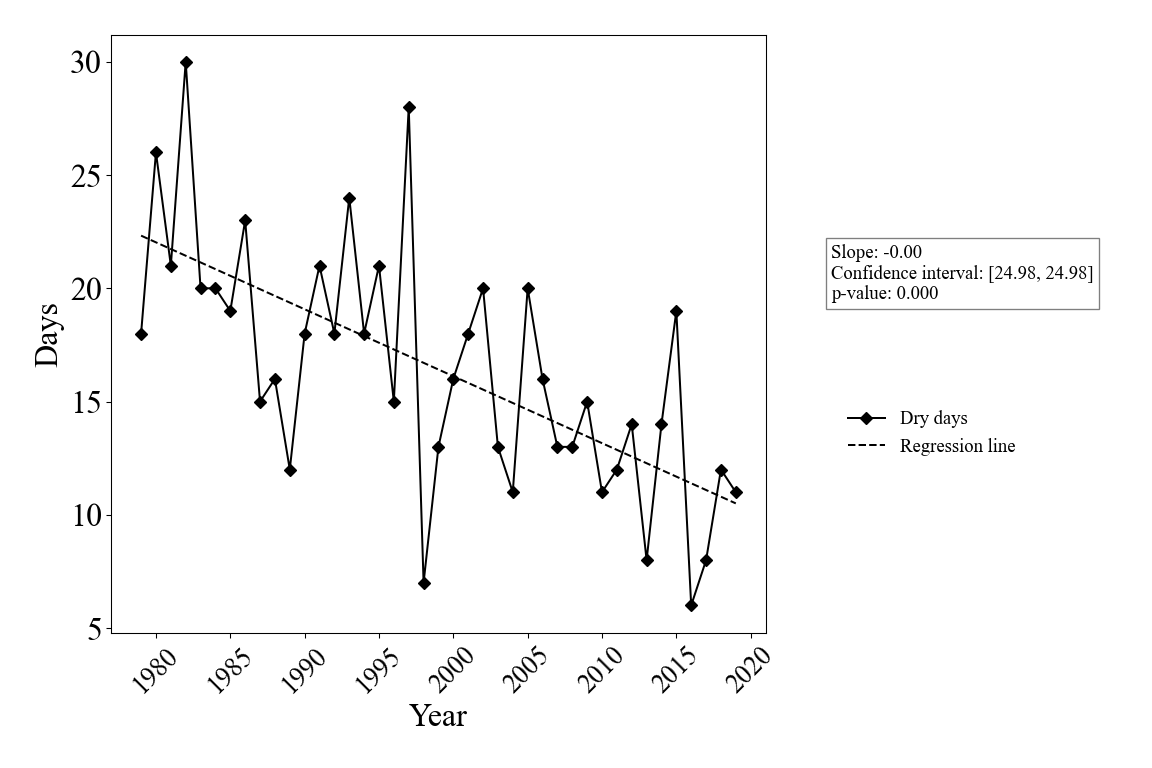 30
25
20
15
10
5
Days
1980
1985
1990
1995
2000
2005
2010
2015
2020
Year
Slope: -0.00
Confidence interval: [24.98, 24.98]
p-value: 0.000
Dry days
Regression line